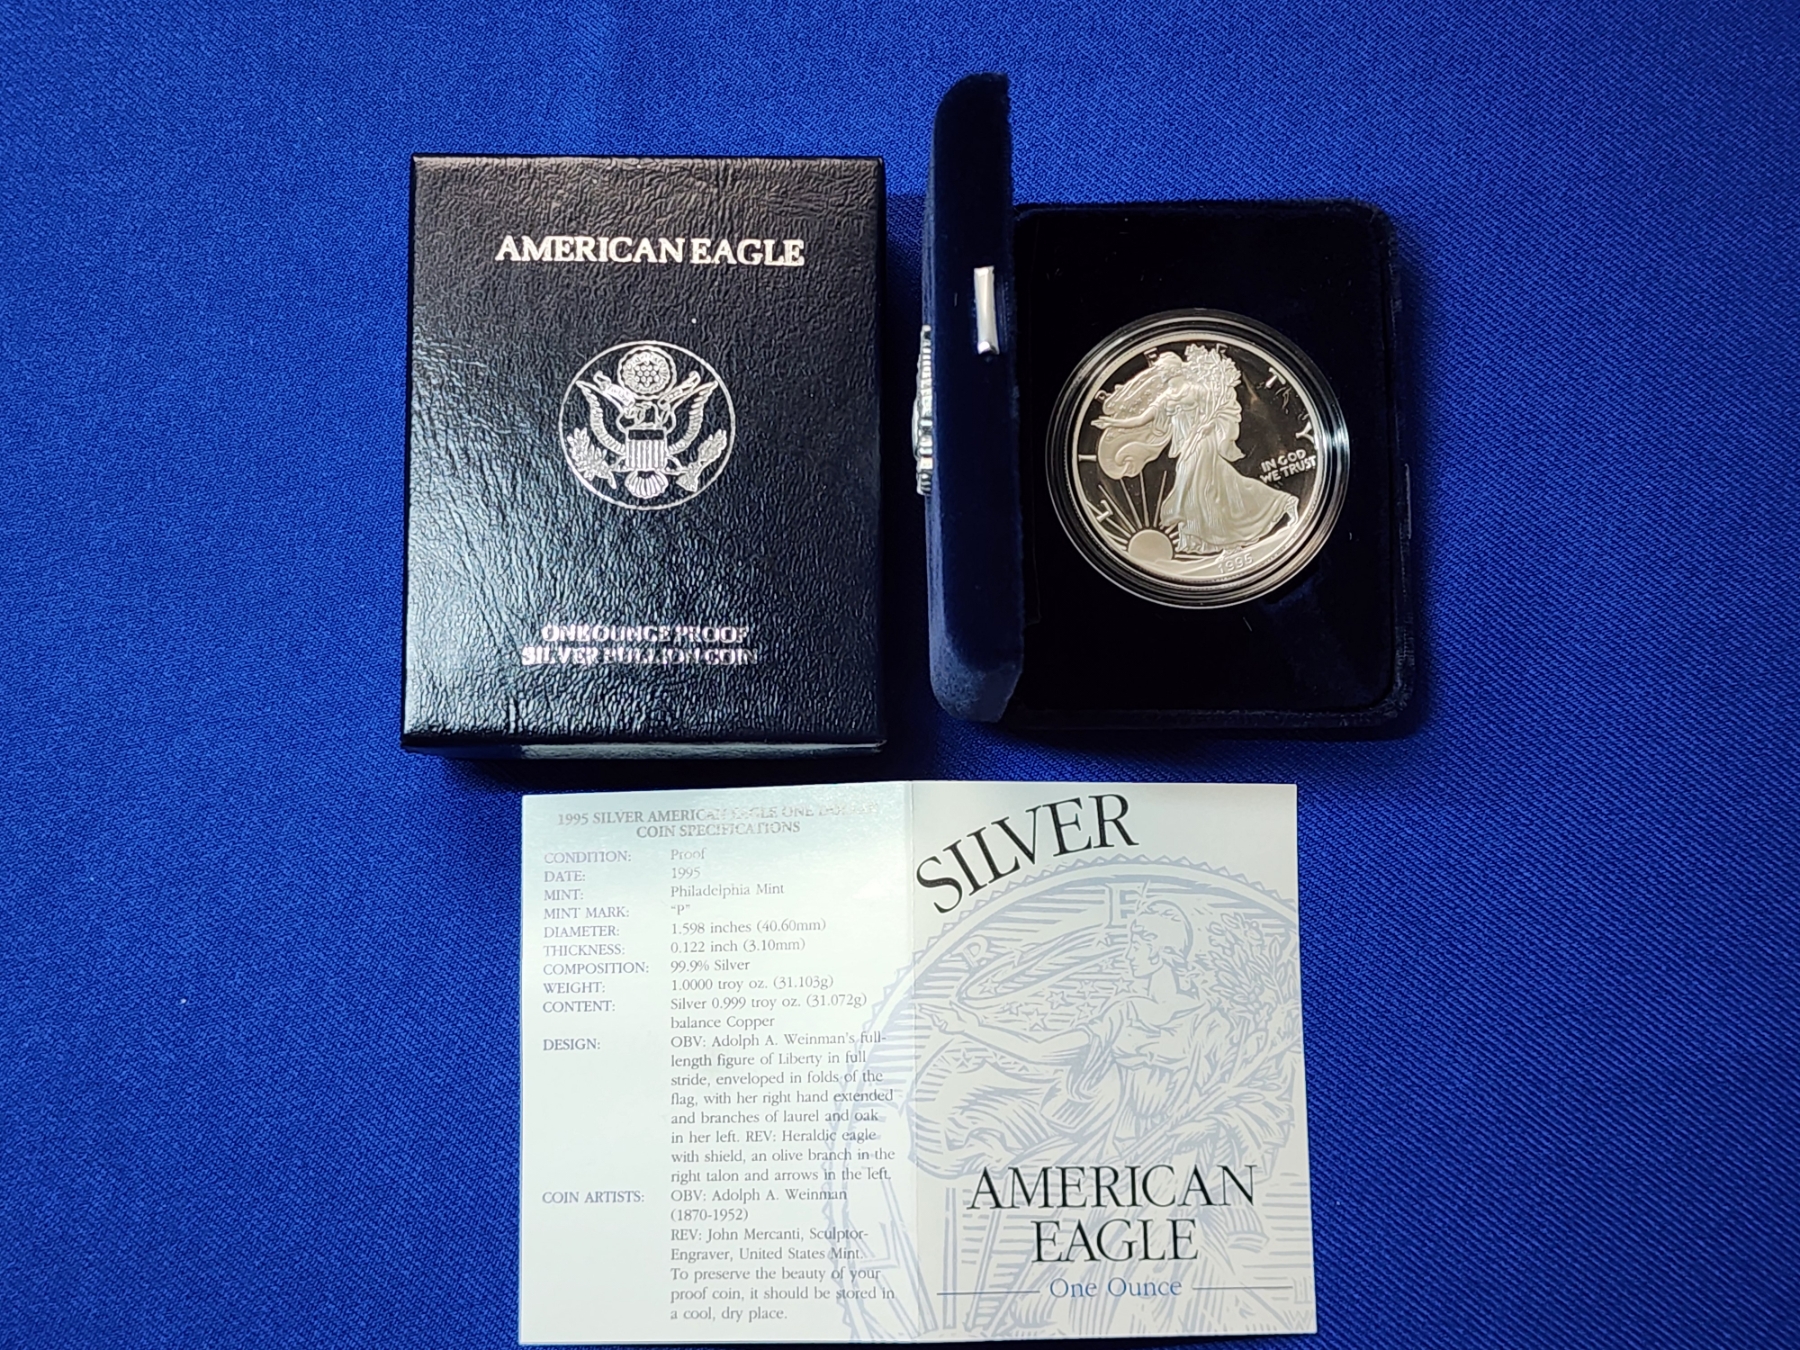 AMERICAN EAGLE
ONE OUNCE PROOF
SILVER BULLION COIN
LIBERTY
IN GOD
WE TRUST
1995
1995 SILVER AMERICAN EAGLE ONE DOLLAR
COIN SPECIFICATIONS
CONDITION: Proof
DATE: 1995
MINT: Philadelphia Mint
MINT MARK: "P"
DIAMETER: 1.598 inches (40.60mm)
THICKNESS: 0.122 inch (3.10mm)
COMPOSITION: 99.9% Silver
WEIGHT: 1.0000 troy oz. (31.103g)
CONTENT: Silver 0.999 troy oz. (31.072g)
balance Copper
DESIGN: OBV: Adolph A. Weinman's full-
length figure of Liberty in full
stride, enveloped in folds of the
flag, with her right hand extended
and branches of laurel and oak
in her left. REV: Heraldic eagle
with shield, an olive branch in the
right talon and arrows in the left.
COIN ARTISTS: OBV: Adolph A. Weinman
(1870-1952)
REV: John Mercanti, Sculptor-
Engraver, United States Mint.
To preserve the beauty of your
proof coin, it should be stored in
a cool, dry place.
SILVER
AMERICAN
EAGLE
One Ounce